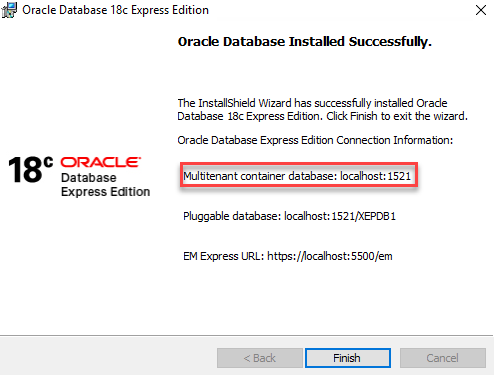 Oracle Database 18c Express Edition
Oracle Database Installed Successfully.
The InstallShield Wizard has successfully installed Oracle
Database 18c Express Edition. Click Finish to exit the wizard.
Oracle Database Express Edition Connection Information:
18c ORACLE
Database
Express Edition
Multitenant container database: localhost:1521
Pluggable database: localhost:1521/XEPDB1
EM Express URL: https://localhost:5500/em
< Back
Finish
Cancel